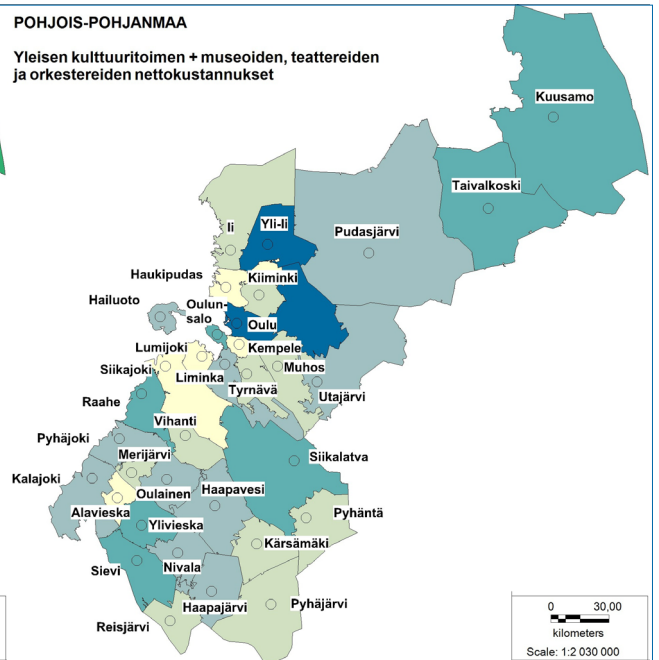 POHJOIS-POHJANMAA
Yleisen kulttuuritoimen + museoiden, teattereiden
ja orkestereiden nettokustannukset
Kuusamo
Taivalkoski
Ii
Yli-Ii
Pudasjärvi
Haukipudas
Kiiminki
Hailuoto
Oulun-
salo
Oulu
Lumijoki
Kempele
Siikajoki
Liminka
Muhos
Tyrnävä
Utajärvi
Raahe
Vihanti
Pyhäjoki
Merijärvi
Siikalatva
Kalajoki
Oulainen
Haapavesi
Alavieska
Pyhäntä
Ylivieska
Kärsämäki
Sievi
Nivala
Haapajärvi
Pyhäjärvi
Reisjärvi
0 30,00
kilometers
Scale: 1:2 030 000